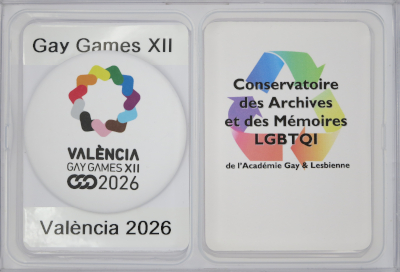 Gay Games XII
VALÈNCIA
GAY GAMES XII
2026
València 2026
Conservatoire
des Archives
et des Mémoires
LGBTQI
de l'Académie Gay & Lesbienne